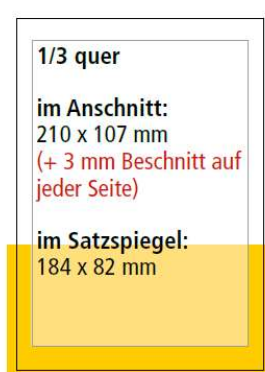 1/3 quer
im Anschnitt:
210 x 107 mm
(+ 3 mm Beschnitt auf
jeder Seite)
im Satzspiegel:
184 x 82 mm